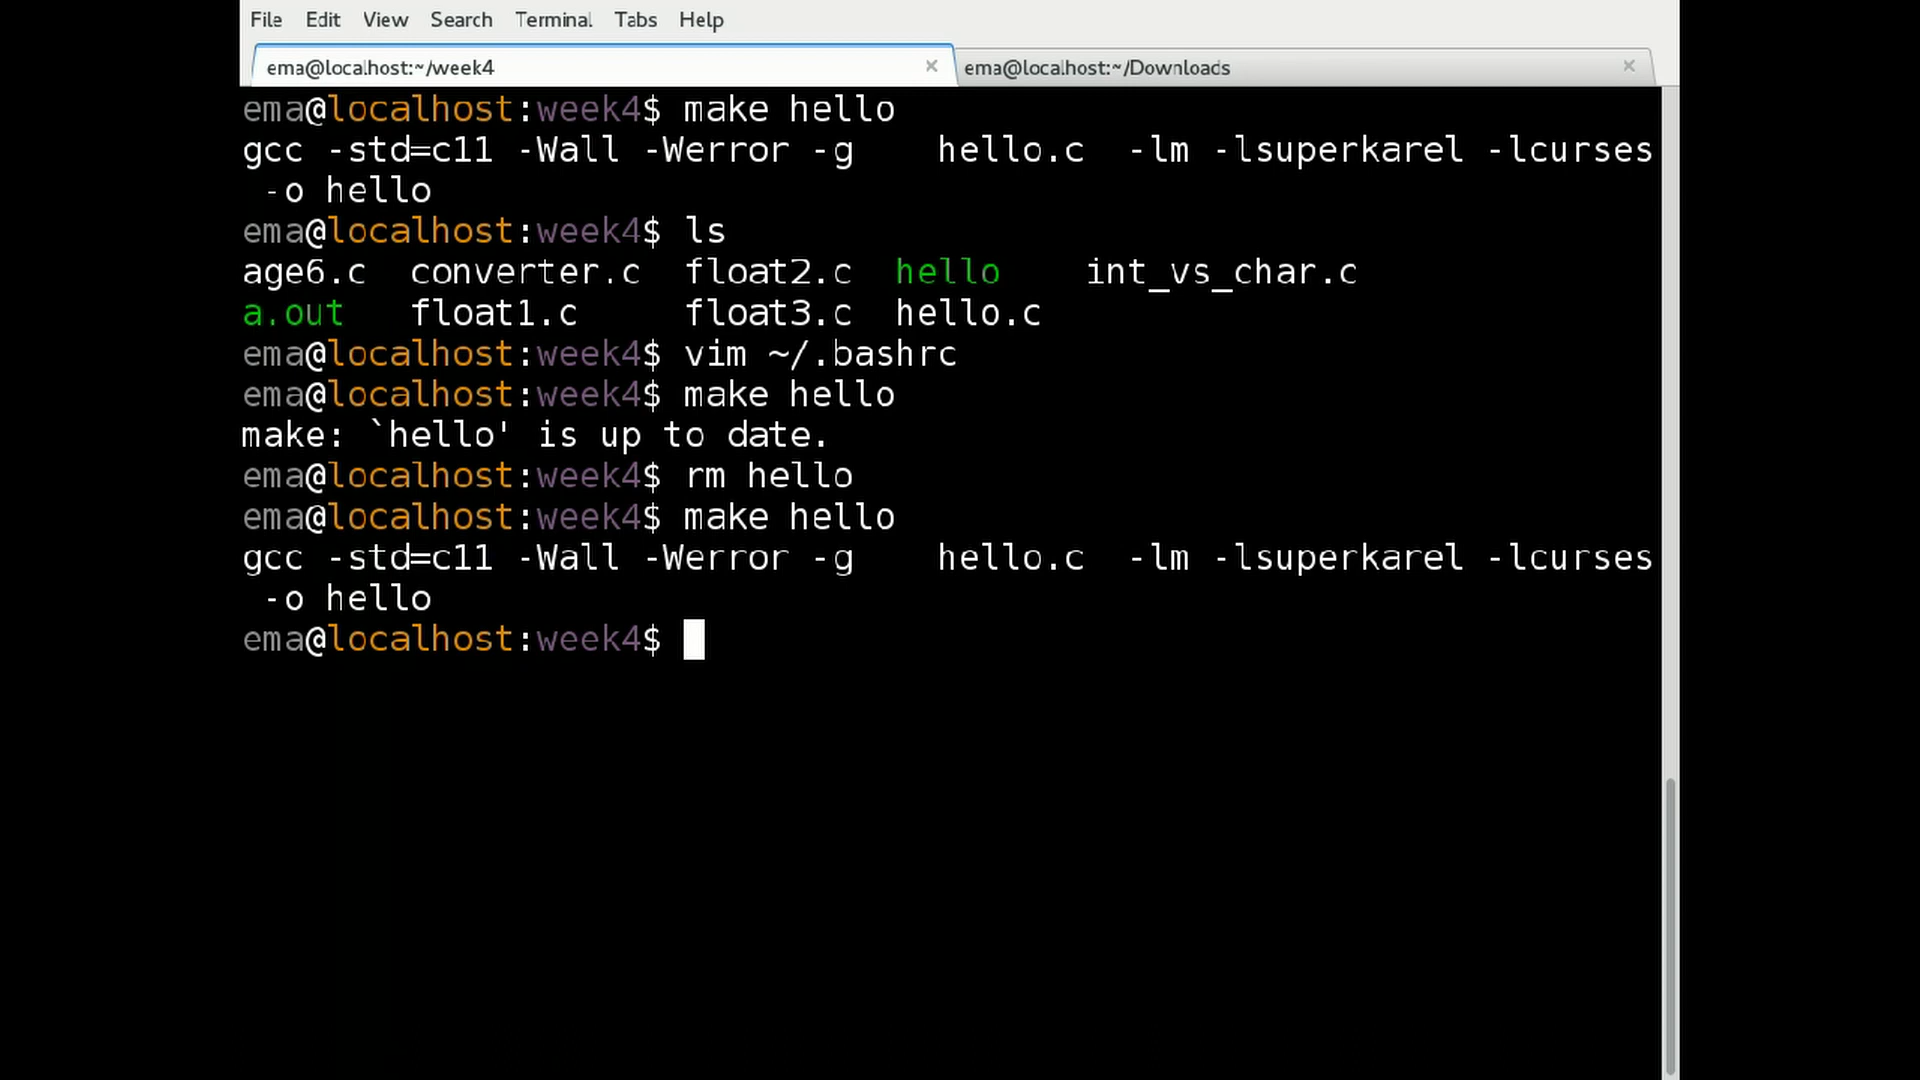 File Edit View Search Terminal Tabs Help
ema@localhost:~/week4 × ema@localhost:~/Downloads ×
ema@localhost:week4$ make hello
gcc -std=c11 -Wall -Werror -g    hello.c  -lm -lsuperkarel -lcurses
 -o hello
ema@localhost:week4$ ls
age6.c  converter.c  float2.c  hello    int_vs_char.c
a.out   float1.c     float3.c  hello.c
ema@localhost:week4$ vim ~/.bashrc
ema@localhost:week4$ make hello
make: `hello' is up to date.
ema@localhost:week4$ rm hello
ema@localhost:week4$ make hello
gcc -std=c11 -Wall -Werror -g    hello.c  -lm -lsuperkarel -lcurses
 -o hello
ema@localhost:week4$